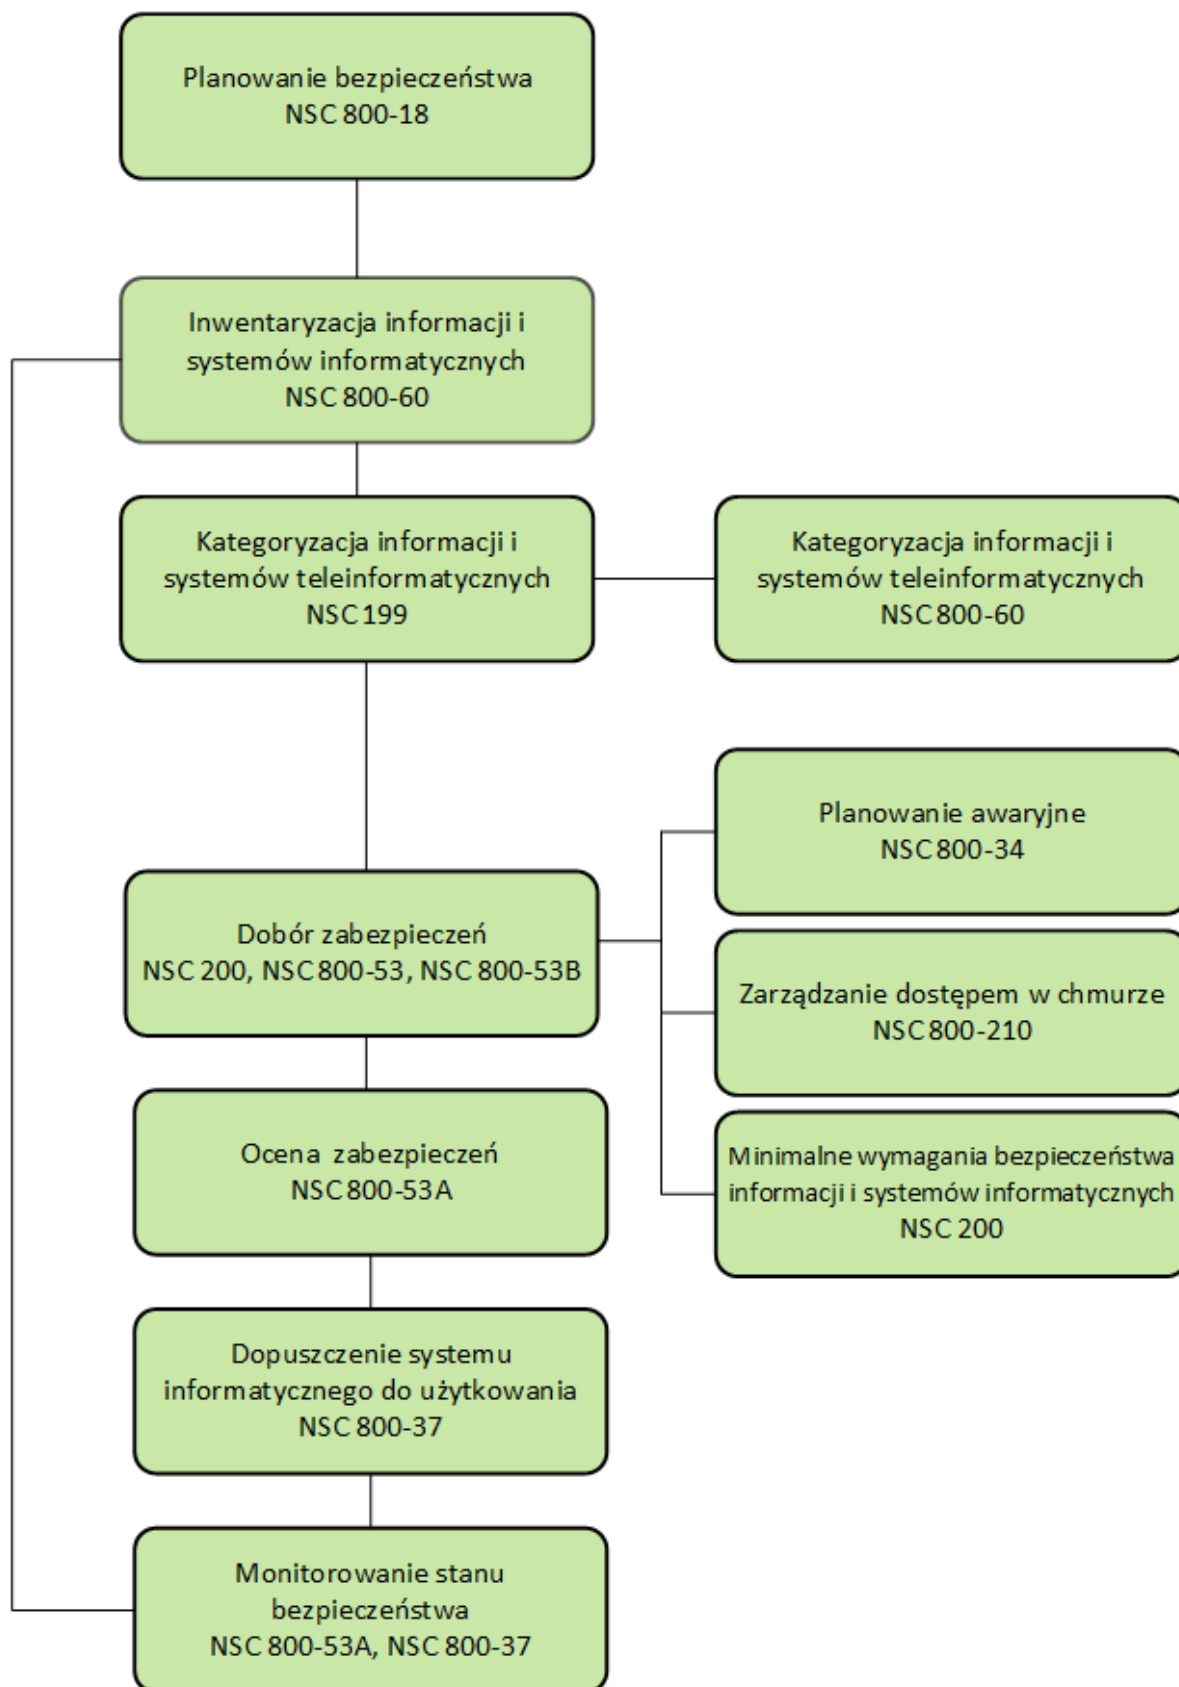 Planowanie bezpieczeństwa
NSC 800-18
Inwentaryzacja informacji i
systemów informatycznych
NSC 800-60
Kategoryzacja informacji i
systemów teleinformatycznych
NSC 199
Kategoryzacja informacji i
systemów teleinformatycznych
NSC 800-60
Planowanie awaryjne
NSC 800-34
Dobór zabezpieczeń
NSC 200, NSC 800-53, NSC 800-53B
Zarządzanie dostępem w chmurze
NSC 800-210
Minimalne wymagania bezpieczeństwa
informacji i systemów informatycznych
NSC 200
Ocena zabezpieczeń
NSC 800-53A
Dopuszczenie systemu
informatycznego do użytkowania
NSC 800-37
Monitorowanie stanu
bezpieczeństwa
NSC 800-53A, NSC 800-37